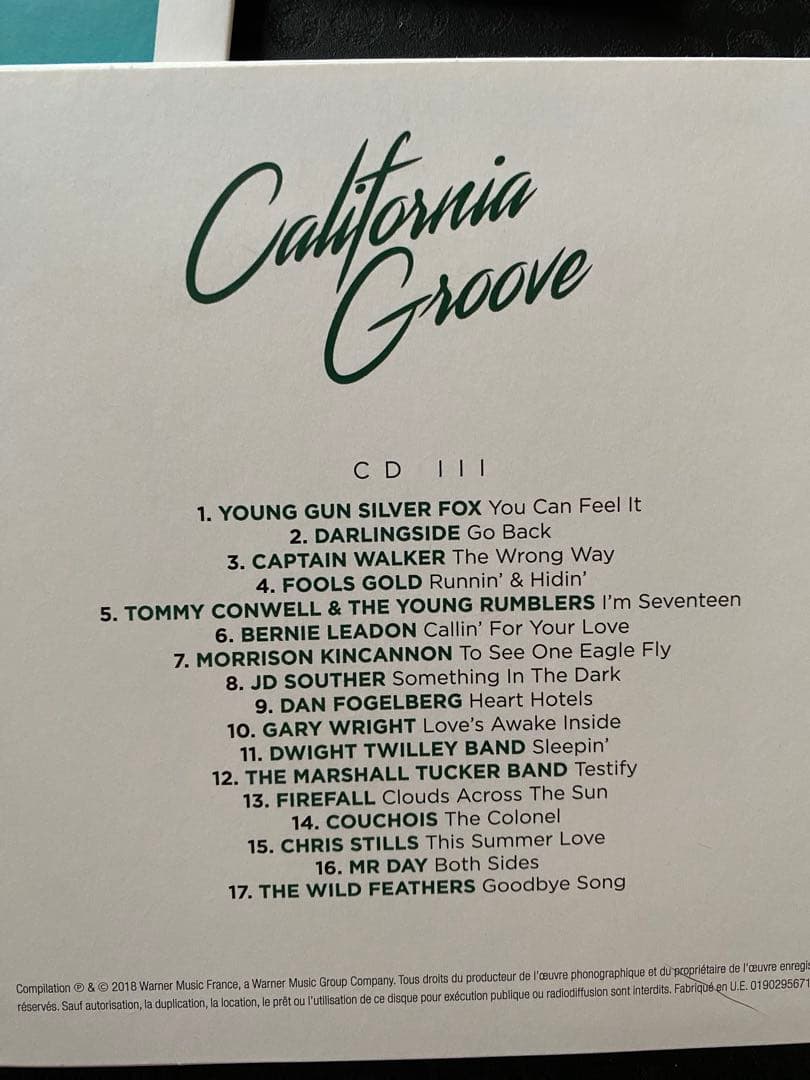 California
Groove
CD III
1. YOUNG GUN SILVER FOX You Can Feel It
2. DARLINGSIDE Go Back
3. CAPTAIN WALKER The Wrong Way
4. FOOLS GOLD Runnin' & Hidin'
5. TOMMY CONWELL & THE YOUNG RUMBLERS I'm Seventeen
6. BERNIE LEADON Callin' For Your Love
7. MORRISON KINCANNON To See One Eagle Fly
8. JD SOUTHER Something In The Dark
9. DAN FOGELBERG Heart Hotels
10. GARY WRIGHT Love's Awake Inside
11. DWIGHT TWILLEY BAND Sleepin'
12. THE MARSHALL TUCKER BAND Testify
13. FIREFALL Clouds Across The Sun
14. COUCHOIS The Colonel
15. CHRIS STILLS This Summer Love
16. MR DAY Both Sides
17. THE WILD FEATHERS Goodbye Song
Compilation ℗ & © 2018 Warner Music France, a Warner Music Group Company. Tous droits du producteur de l'œuvre phonographique et du propriétaire de l'œuvre enregis
réservés. Sauf autorisation, la duplication, la location, le prêt ou l'utilisation de ce disque pour exécution publique ou radiodiffusion sont interdits. Fabriqué en U.E. 0190295671